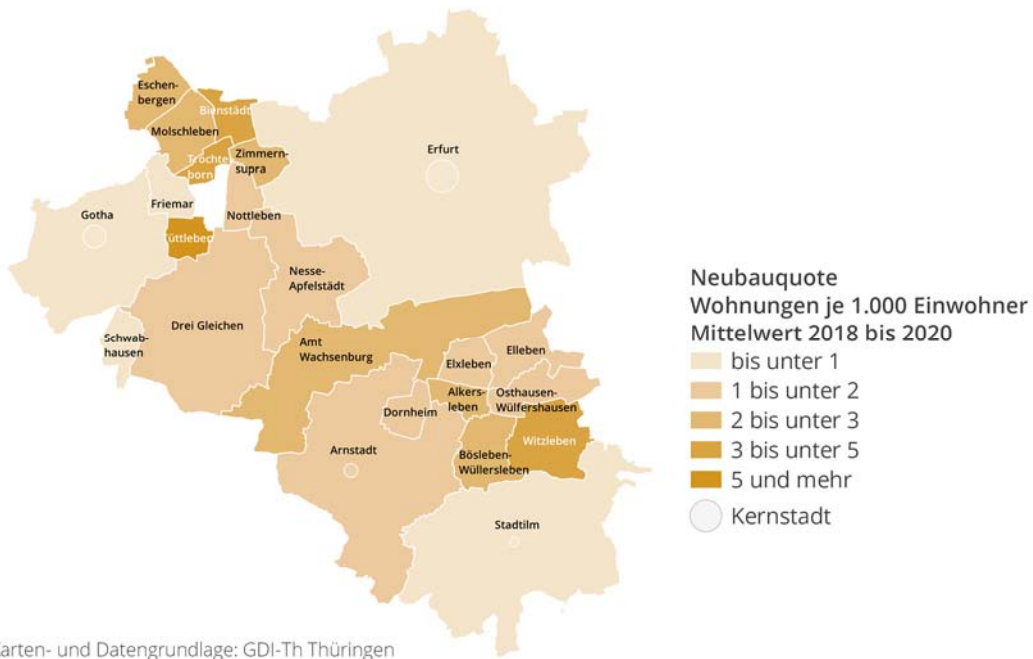 Eschen-
bergen
Bienstädt
Molschleben
Zimmern-
supra
Erfurt
Friemar
Gotha
Nottleben
Nesse-
Apfelstädt
Drei Gleichen
Schwab-
hausen
Amt
Wachsenburg
Elleben
Elxleben
Alkers-
leben
Osthausen-
Wülfershausen
Dornheim
Witzleben
Arnstadt
Bösleben-
Wüllersleben
Stadtilm
Neubauquote
Wohnungen je 1.000 Einwohner
Mittelwert 2018 bis 2020
bis unter 1
1 bis unter 2
2 bis unter 3
3 bis unter 5
5 und mehr
Kernstadt
arten- und Datengrundlage: GDI-Th Thüringen